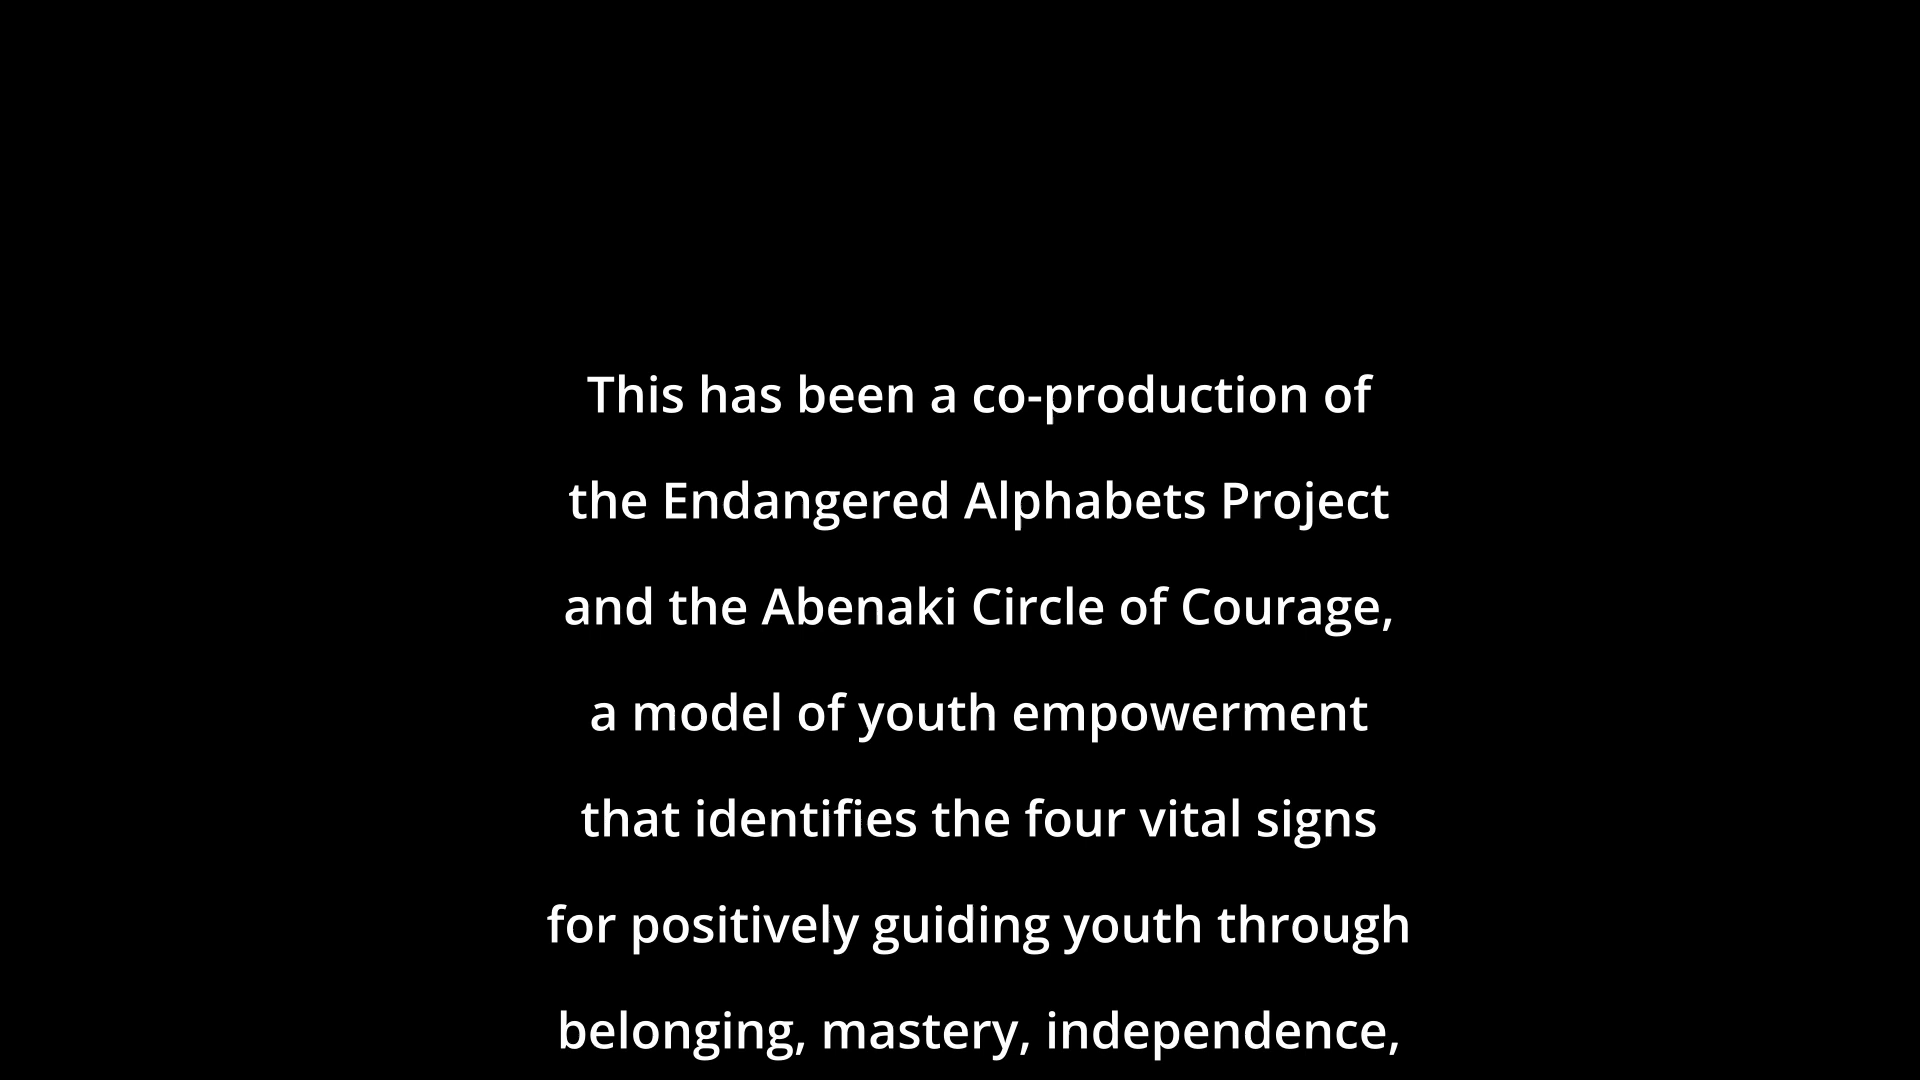 This has been a co-production of
the Endangered Alphabets Project
and the Abenaki Circle of Courage,
a model of youth empowerment
that identifies the four vital signs
for positively guiding youth through
belonging, mastery, independence,